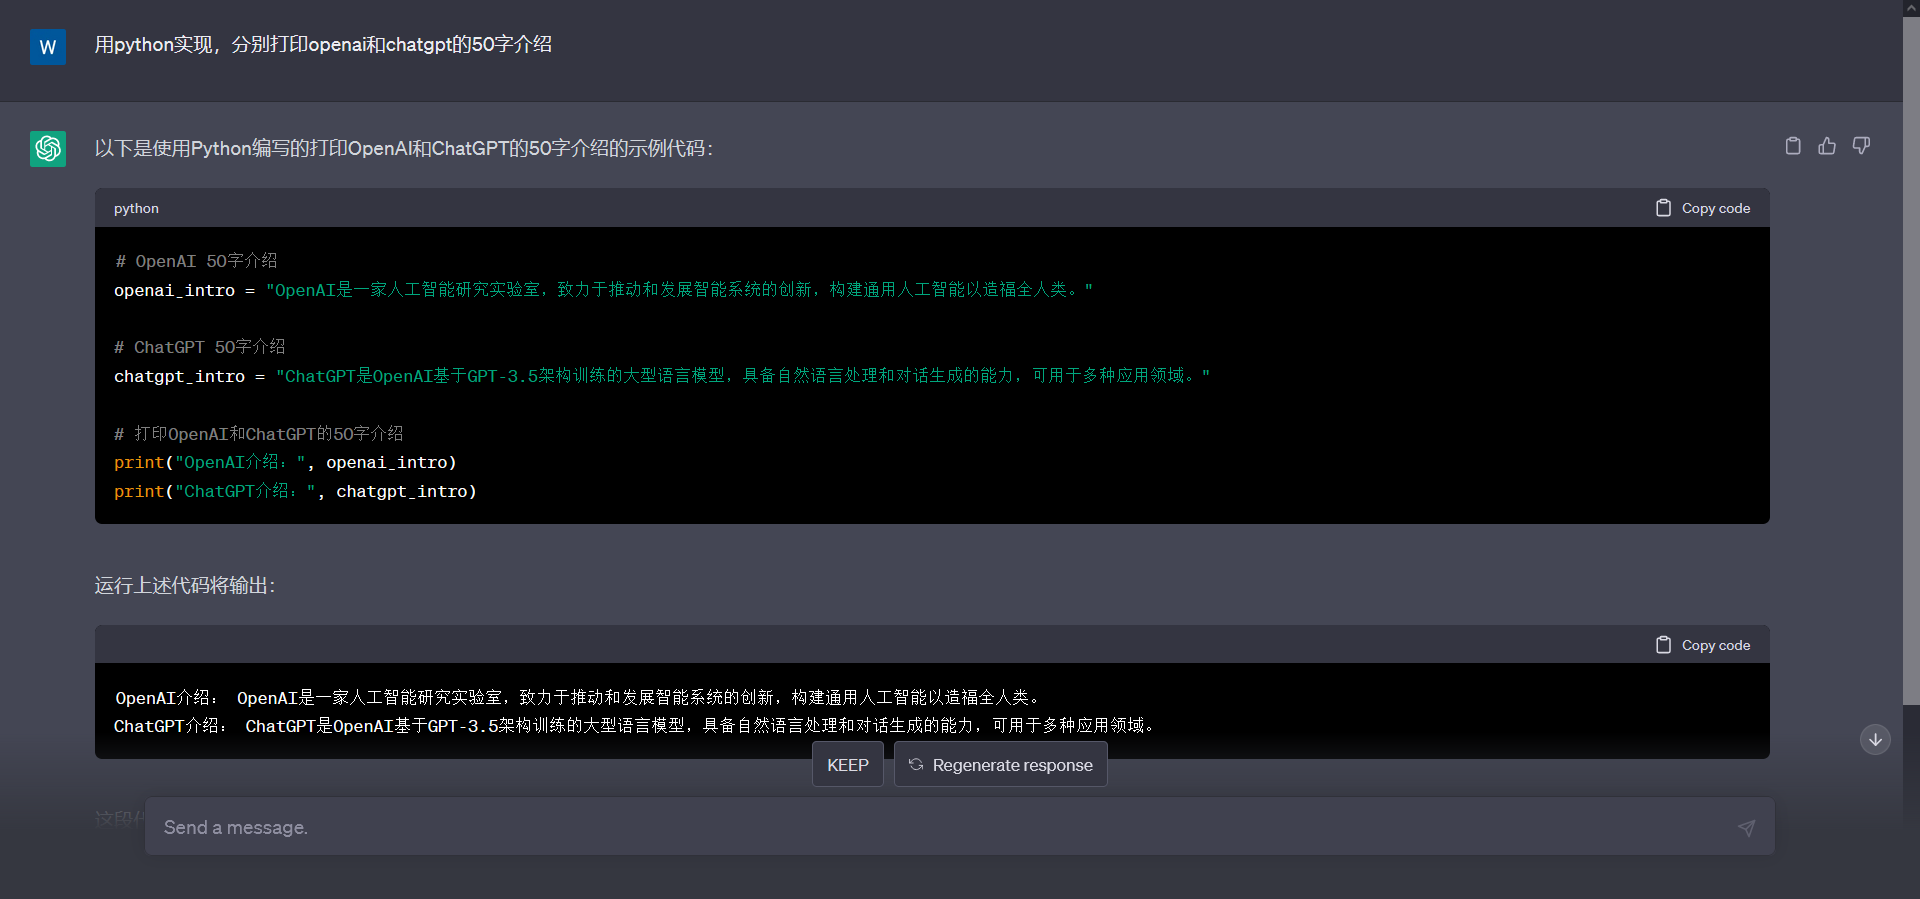 W
用python实现，分别打印openai和chatgpt的50字介绍
以下是使用Python编写的打印OpenAI和ChatGPT的50字介绍的示例代码：
python
Copy code
# OpenAI 50字介绍
openai_intro = "OpenAI是一家人工智能研究实验室，致力于推动和发展智能系统的创新，构建通用人工智能以造福全人类。"
# ChatGPT 50字介绍
chatgpt_intro = "ChatGPT是OpenAI基于GPT-3.5架构训练的大型语言模型，具备自然语言处理和对话生成的能力，可用于多种应用领域。"
# 打印OpenAI和ChatGPT的50字介绍
print("OpenAI介绍：", openai_intro)
print("ChatGPT介绍：", chatgpt_intro)
运行上述代码将输出：
Copy code
OpenAI介绍： OpenAI是一家人工智能研究实验室，致力于推动和发展智能系统的创新，构建通用人工智能以造福全人类。
ChatGPT介绍： ChatGPT是OpenAI基于GPT-3.5架构训练的大型语言模型，具备自然语言处理和对话生成的能力，可用于多种应用领域。
KEEP
Regenerate response
这段
Send a message.